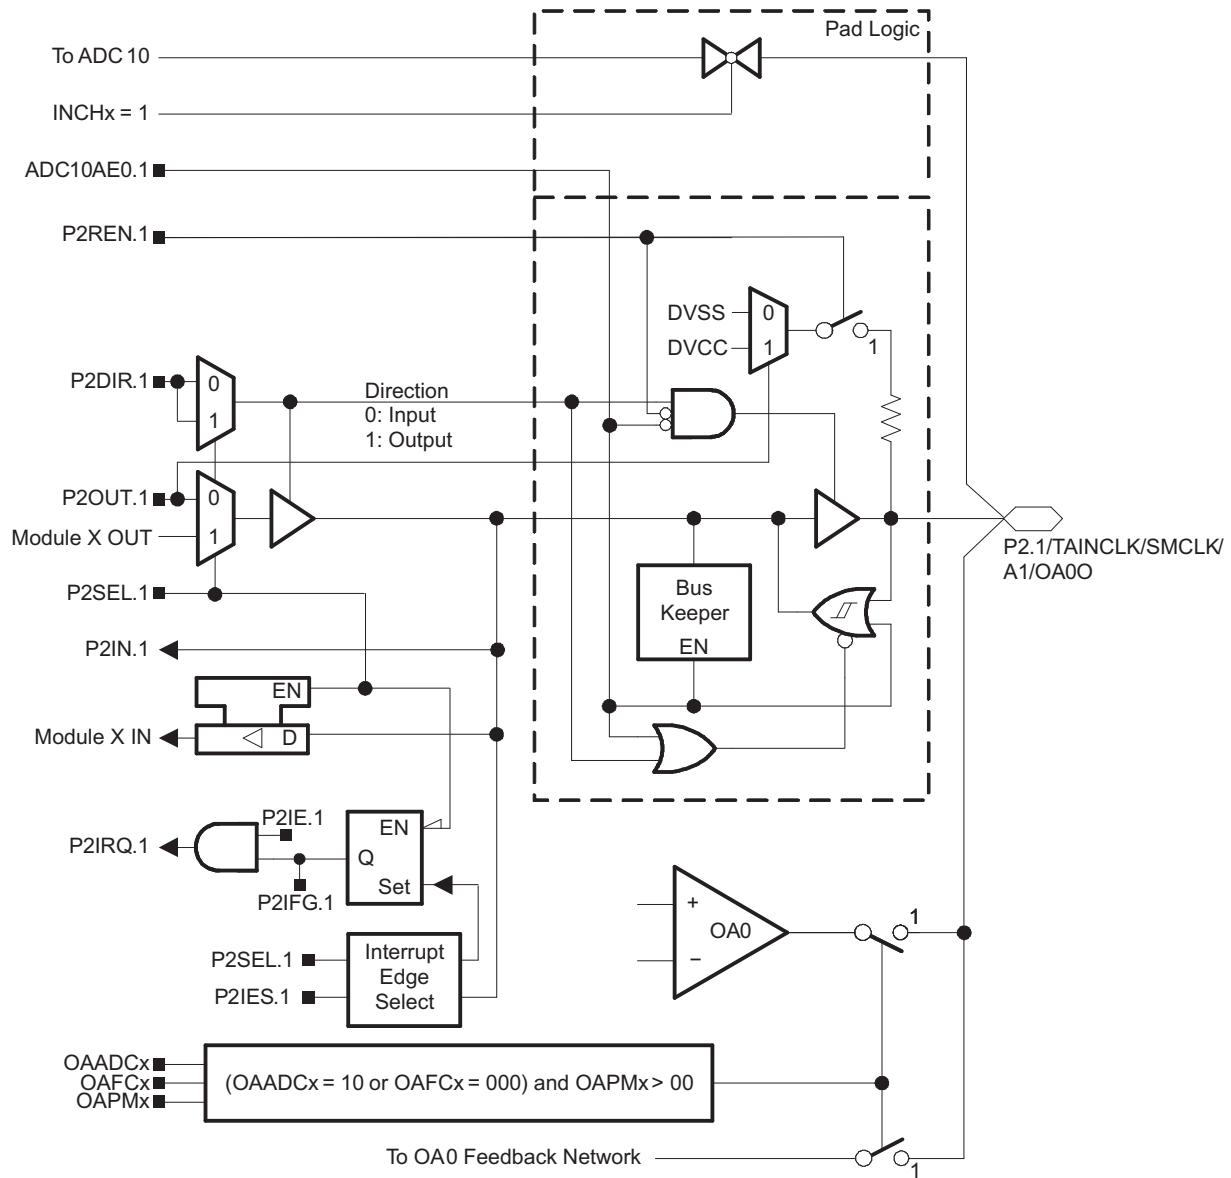 Pad Logic
To ADC 10
INCHx = 1
ADC10AE0.1
P2REN.1
DVSS
0
DVCC
1
1
P2DIR.1
0
1
Direction
0: Input
1: Output
P2OUT.1
0
Module X OUT
1
P2.1/TAINCLK/SMCLK/
A1/OA0O
P2SEL.1
Bus
Keeper
EN
P2IN.1
EN
Module X IN
D
P2IE.1
EN
P2IRQ.1
Q
Set
P2IFG.1
+
OA0
−
1
P2SEL.1
Interrupt
Edge
Select
P2IES.1
OAADCx
OAFCx
OAPMx
(OAADCx = 10 or OAFCx = 000) and OAPMx > 00
To OA0 Feedback Network
1